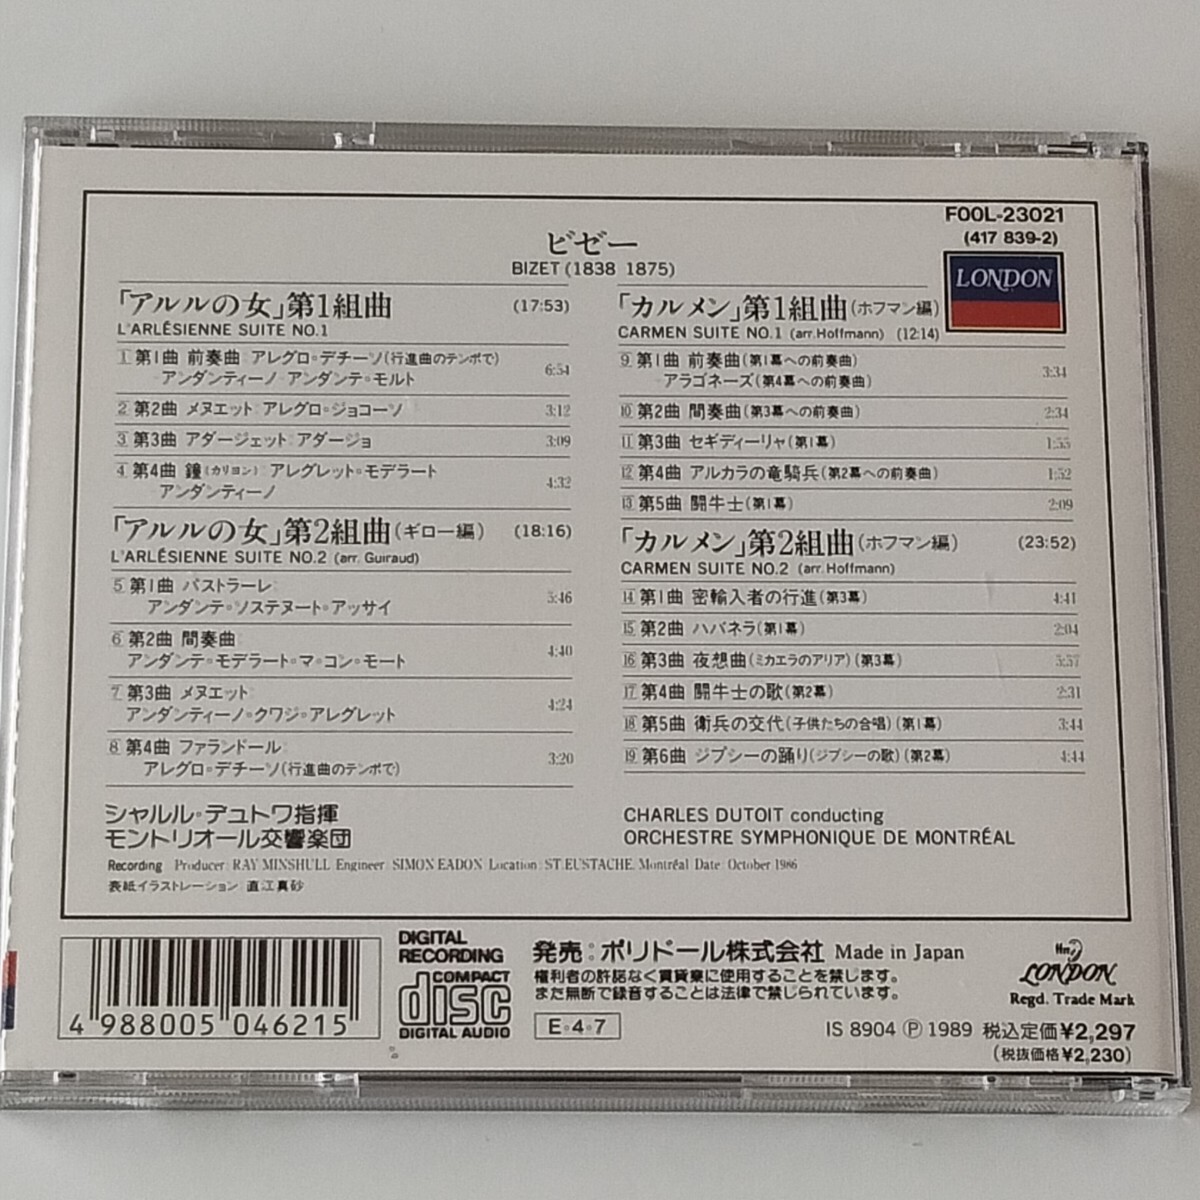 FOOL-23021
(417 839-2)
LONDON
ビゼー
BIZET (1838 1875)
「アルルの女」第1組曲 (17:53)
L'ARLÉSIENNE SUITE NO.1
1 第1曲 前奏曲 アレグロ・デチーソ(行進曲のテンポで)
アンダンティーノ アンダンテ・モルト 6:54
2 第2曲 メヌエット アレグロ・ジョコーソ 3:12
3 第3曲 アダージェット アダージョ 3:09
4 第4曲 鐘(カリヨン) アレグレット・モデラート
アンダンティーノ 4:32
「アルルの女」第2組曲(ギロー編) (18:16)
L'ARLÉSIENNE SUITE NO.2 (arr. Guiraud)
5 第1曲 パストラーレ
アンダンテ・ソステヌート・アッサイ 5:46
6 第2曲 間奏曲
アンダンテ・モデラート・マ・コン・モート 4:40
7 第3曲 メヌエット
アンダンティーノ・クワジ・アレグレット 4:24
8 第4曲 ファランドール
アレグロ・デチーソ(行進曲のテンポで) 3:20
「カルメン」第1組曲(ホフマン編)
CARMEN SUITE NO.1 (arr. Hoffmann) (12:14)
9 第1曲 前奏曲(第1幕への前奏曲)
アラゴネーズ(第4幕への前奏曲) 3:34
10 第2曲 間奏曲(第3幕への前奏曲) 2:34
11 第3曲 セギディーリャ(第1幕) 1:55
12 第4曲 アルカラの竜騎兵(第2幕への前奏曲) 1:52
13 第5曲 闘牛士(第1幕) 2:09
「カルメン」第2組曲(ホフマン編) (23:52)
CARMEN SUITE NO.2 (arr. Hoffmann)
14 第1曲 密輸入者の行進(第3幕) 4:41
15 第2曲 ハバネラ(第1幕) 2:04
16 第3曲 夜想曲(ミカエラのアリア)(第3幕) 5:57
17 第4曲 闘牛士の歌(第2幕) 2:31
18 第5曲 衛兵の交代(子供たちの合唱)(第1幕) 3:44
19 第6曲 ジプシーの踊り(ジプシーの歌)(第2幕) 4:44
シャルル・デュトワ指揮
モントリオール交響楽団
CHARLES DUTOIT conducting
ORCHESTRE SYMPHONIQUE DE MONTRÉAL
Recording Producer: RAY MINSHULL Engineer: SIMON EADON Location: ST. EUSTACHE, Montréal Date: October 1986
表紙イラストレーション 直江真砂
4 988005 046215
DIGITAL
RECORDING
COMPACT
disc
DIGITAL AUDIO
発売:ポリドール株式会社 Made in Japan
権利者の許諾なく賃貸業に使用することを禁じます。
また無断で録音することは法律で禁じられています。
E・4・7
LONDON
Regd. Trade Mark
IS 8904 Ⓟ 1989 税込定価¥2,297
(税抜価格¥2,230)